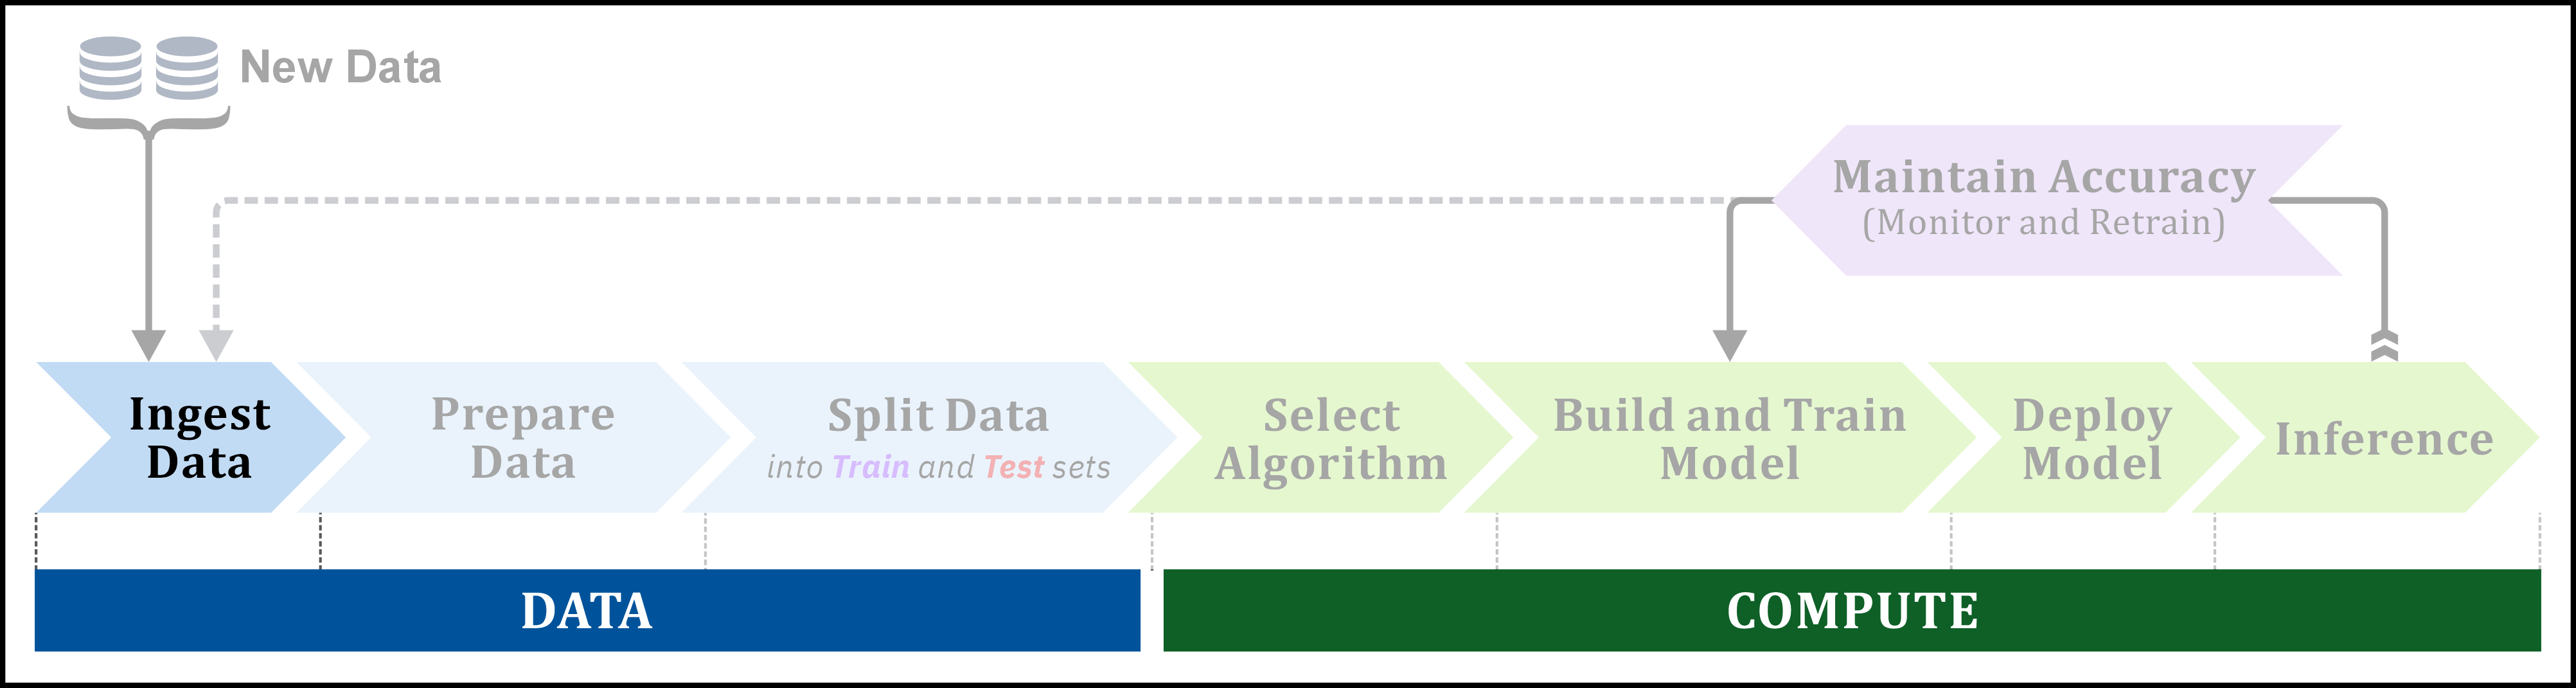 New Data
Maintain Accuracy
(Monitor and Retrain)
Ingest
Data
Prepare
Data
Split Data
into Train and Test sets
Select
Algorithm
Build and Train
Model
Deploy
Model
Inference
DATA
COMPUTE